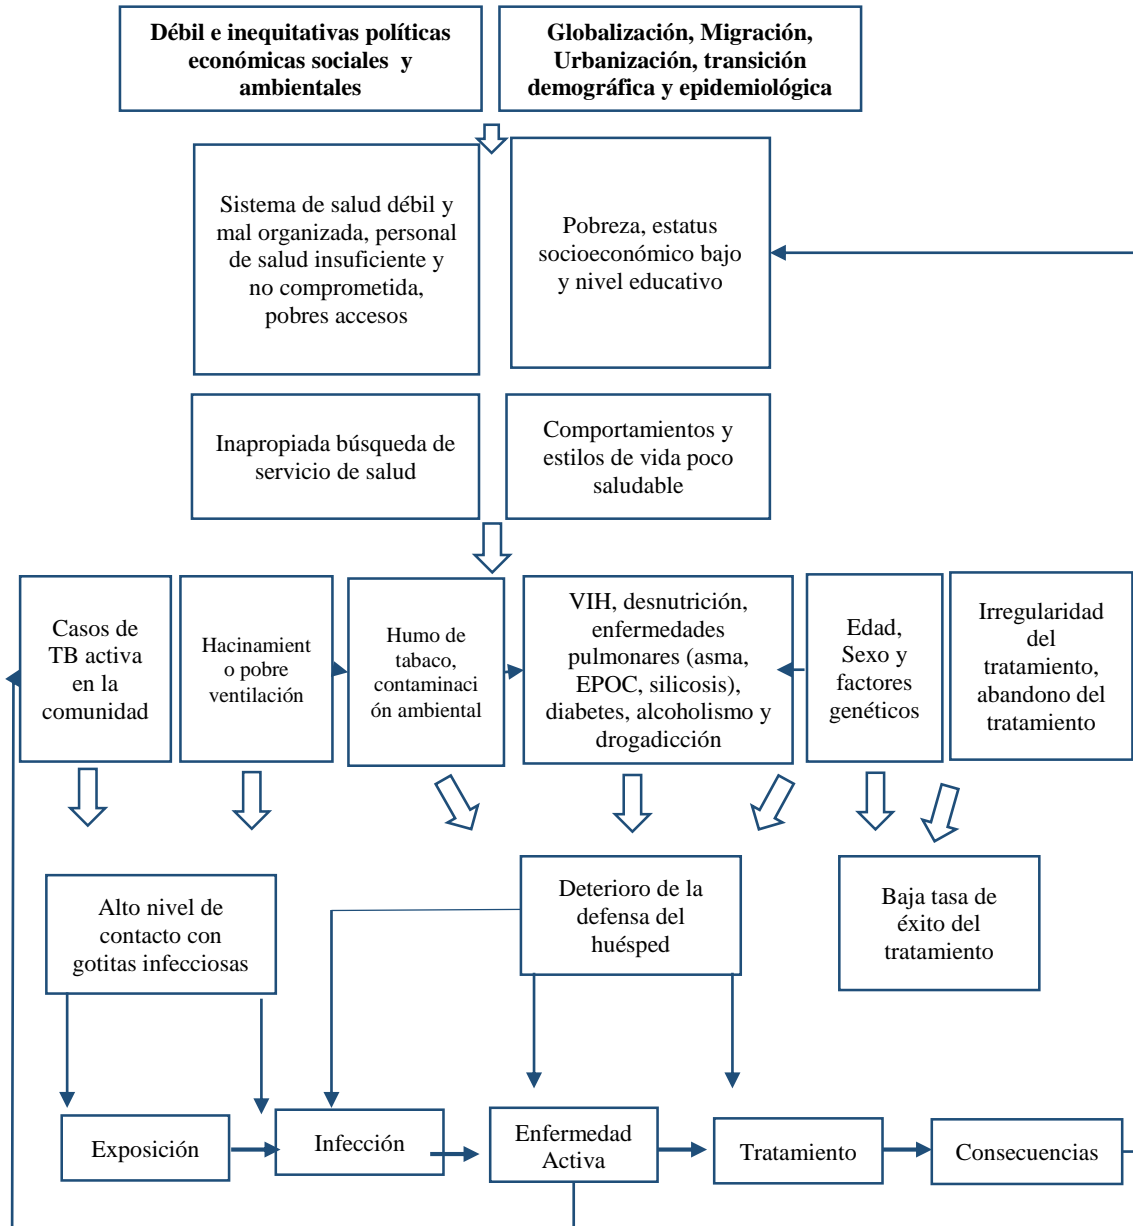 Débil e inequitativas políticas
económicas sociales y
ambientales
Globalización, Migración,
Urbanización, transición
demográfica y epidemiológica
Sistema de salud débil y
mal organizada, personal
de salud insuficiente y
no comprometida,
pobres accesos
Pobreza, estatus
socioeconómico bajo
y nivel educativo
Inapropiada búsqueda de
servicio de salud
Comportamientos y
estilos de vida poco
saludable
Casos de
TB activa
en la
comunidad
Hacinamient
o pobre
ventilación
Humo de
tabaco,
contaminaci
ón ambiental
VIH, desnutrición,
enfermedades
pulmonares (asma,
EPOC, silicosis),
diabetes, alcoholismo y
drogadicción
Edad,
Sexo y
factores
genéticos
Irregularidad
del
tratamiento,
abandono del
tratamiento
Alto nivel de
contacto con
gotitas infecciosas
Deterioro de la
defensa del
huésped
Baja tasa de
éxito del
tratamiento
Exposición
Infección
Enfermedad
Activa
Tratamiento
Consecuencias